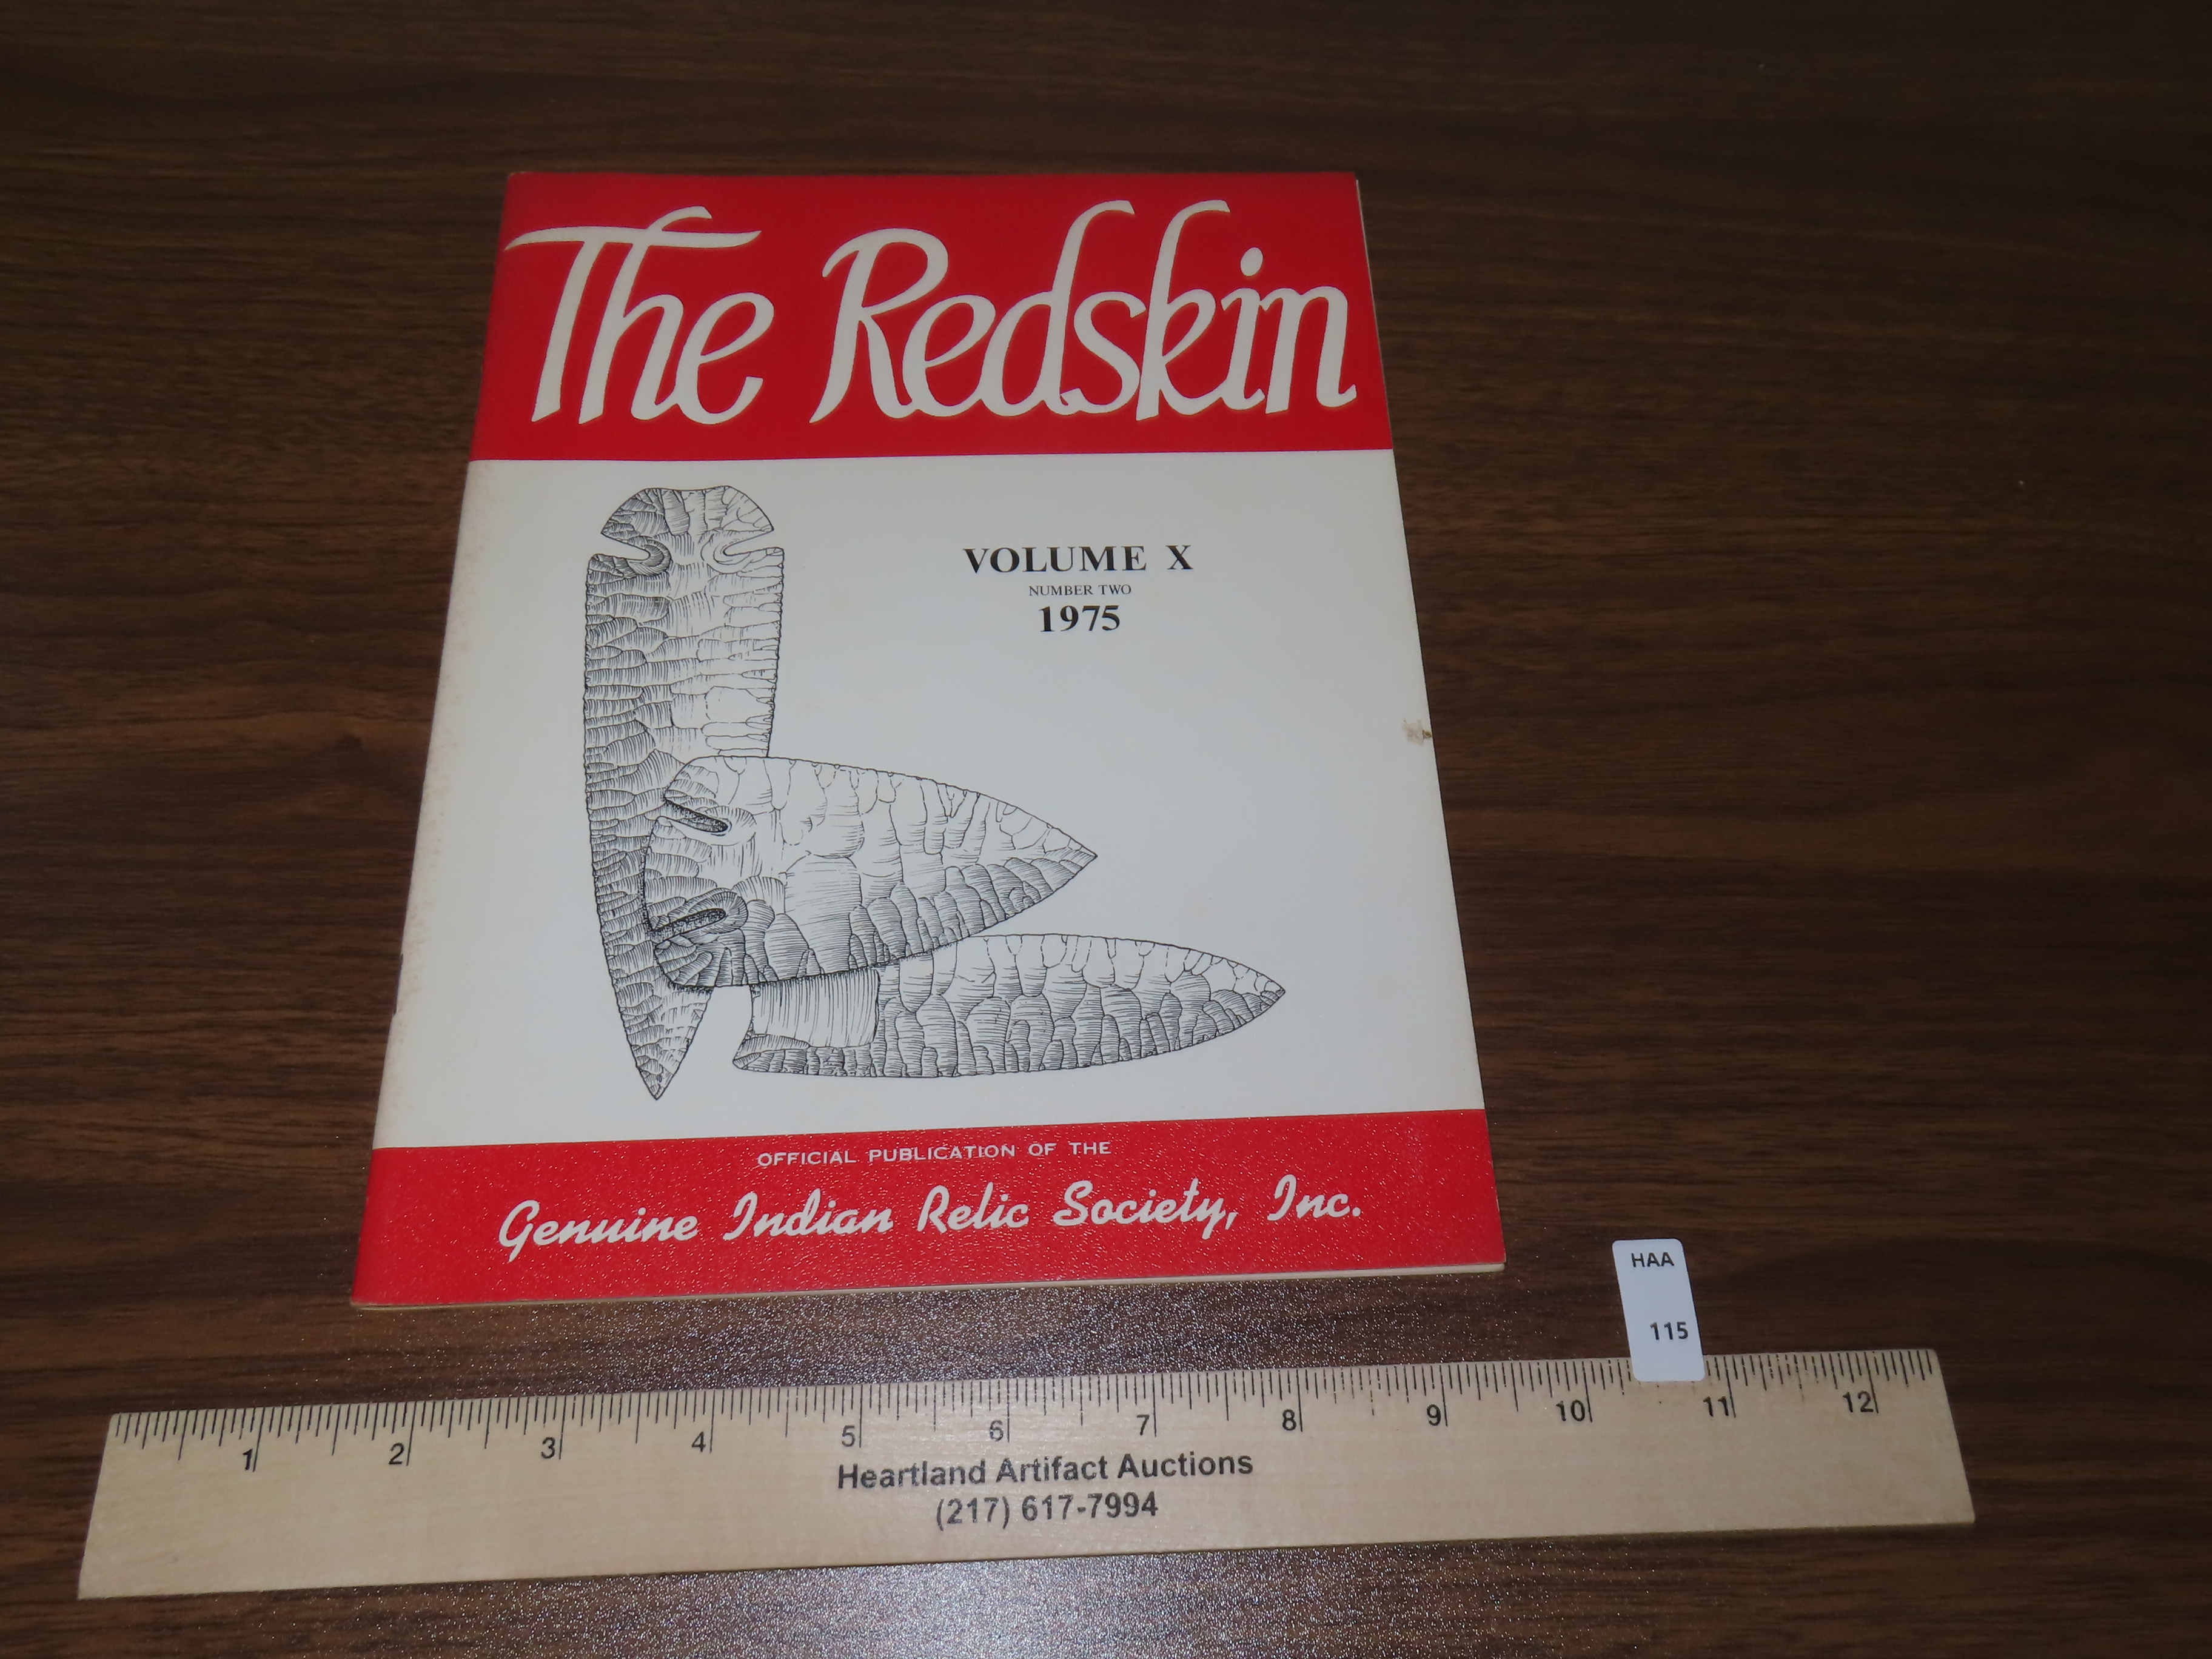 The Redskin
VOLUME X
NUMBER TWO
1975
OFFICIAL PUBLICATION OF THE
Genuine Indian Relic Society, Inc.
HAA
115
1 2 3 4 5 6 7 8 9 10 11 12
Heartland Artifact Auctions
(217) 617-7994